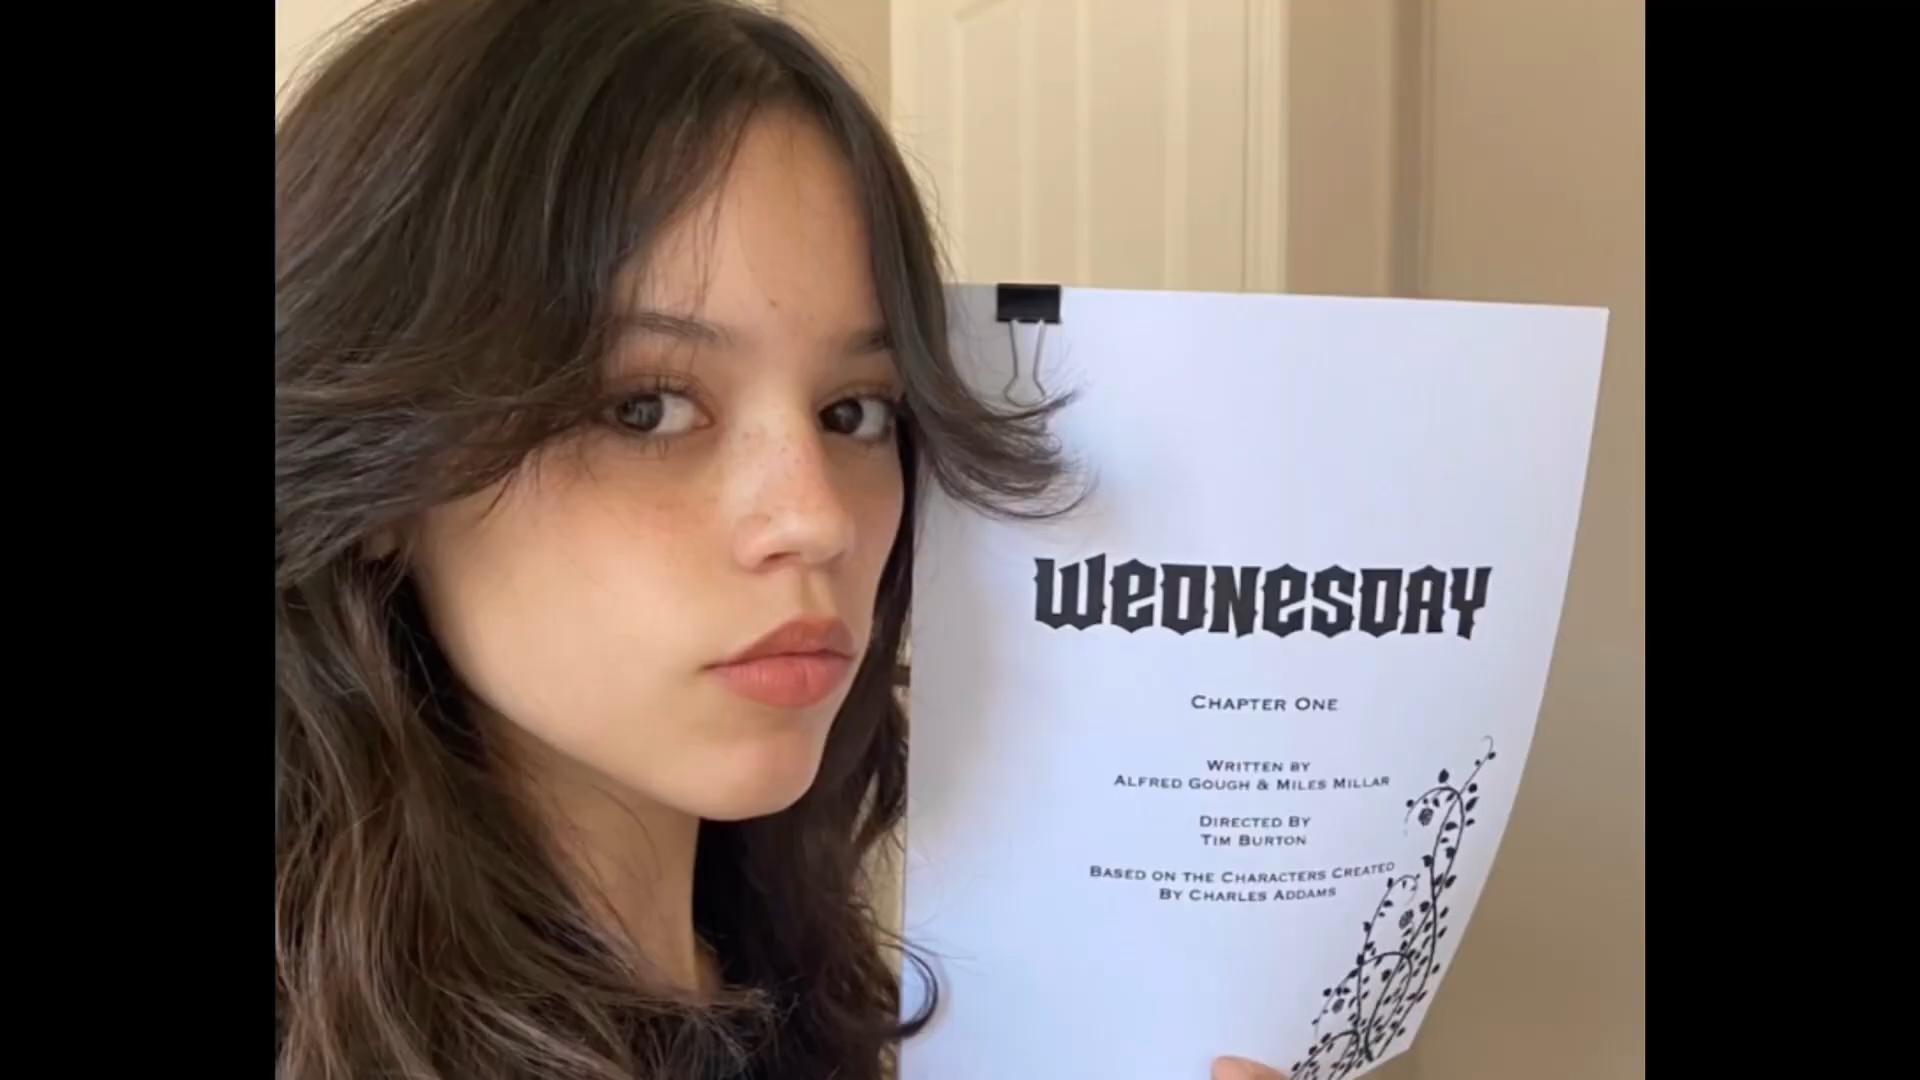 WeDNeSDAY
CHAPTER ONE
WRITTEN BY
ALFRED GOUGH & MILES MILLAR
DIRECTED BY
TIM BURTON
BASED ON THE CHARACTERS CREATED
BY CHARLES ADDAMS